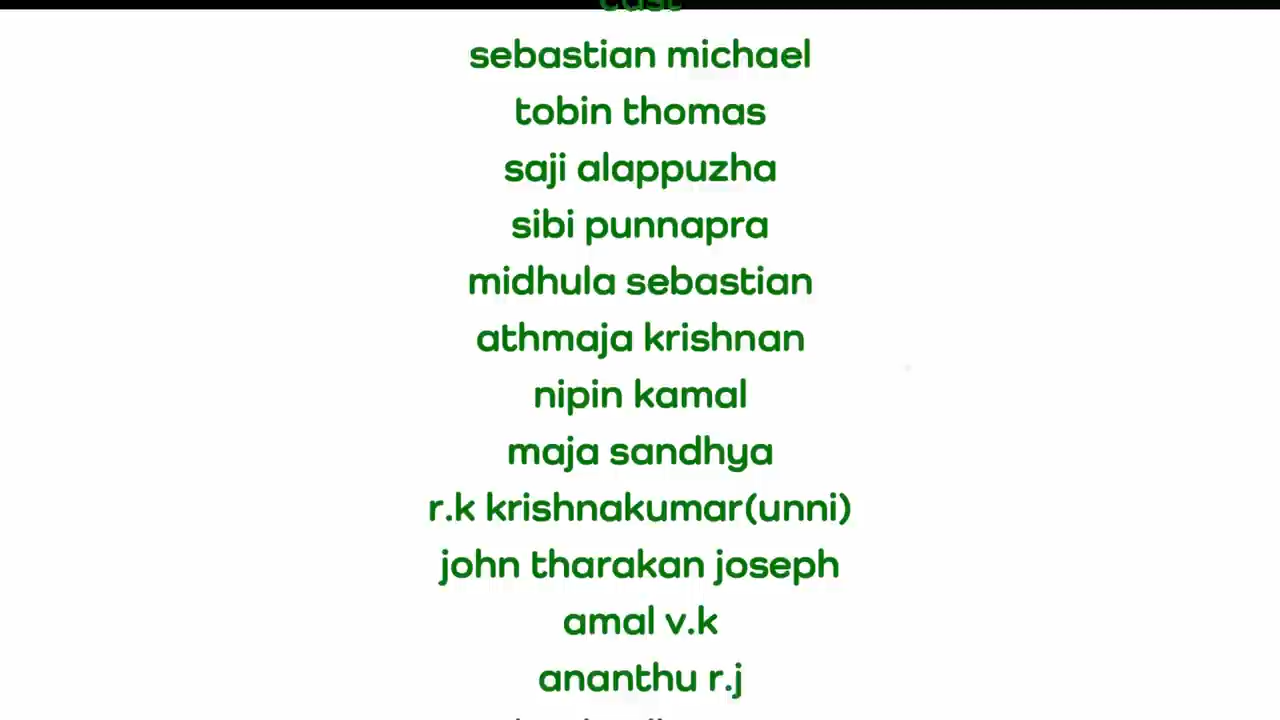 cast
sebastian michael
tobin thomas
saji alappuzha
sibi punnapra
midhula sebastian
athmaja krishnan
nipin kamal
maja sandhya
r.k krishnakumar(unni)
john tharakan joseph
amal v.k
ananthu r.j